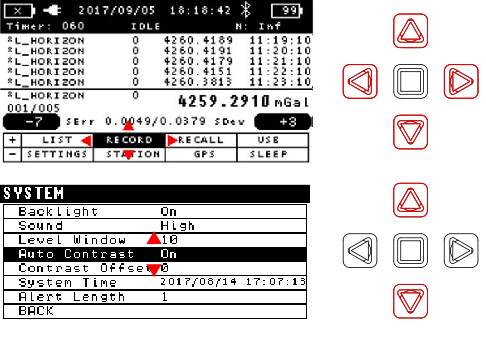 X 2017/09/05 18:18:42 99
Timer: 060 IDLE N: Inf
*L_HORIZON 0 4260.4189 11:19:10
*L_HORIZON 0 4260.4191 11:20:10
*L_HORIZON 0 4260.4179 11:21:10
*L_HORIZON 0 4260.4151 11:22:10
*L_HORIZON 0 4260.3813 11:23:10
*L_HORIZON 0 4259.2910 mGal
001/005
-7 SErr 0.0049/0.0379 SDev +3
+ LIST RECORD RECALL USB
- SETTINGS STATION GPS SLEEP
SYSTEM
Backlight On
Sound High
Level Window 10
Auto Contrast On
Contrast Offset 0
System Time 2017/08/14 17:07:13
Alert Length 1
BACK